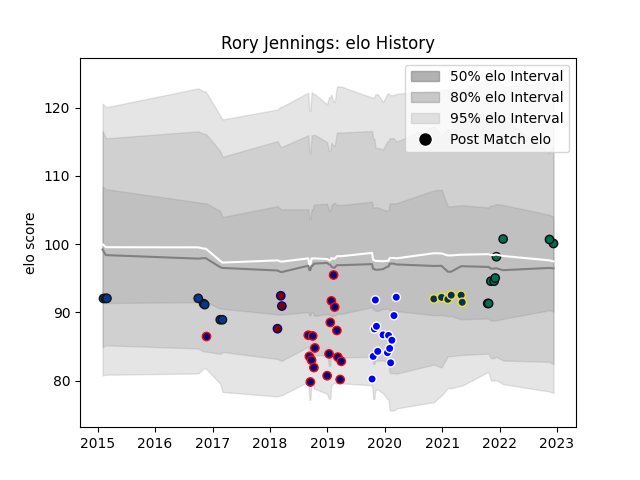 Rory Jennings: elo History
50% elo Interval
80% elo Interval
95% elo Interval
Post Match elo
elo score
120
110
100
90
80
2015 2016 2017 2018 2019 2020 2021 2022 2023